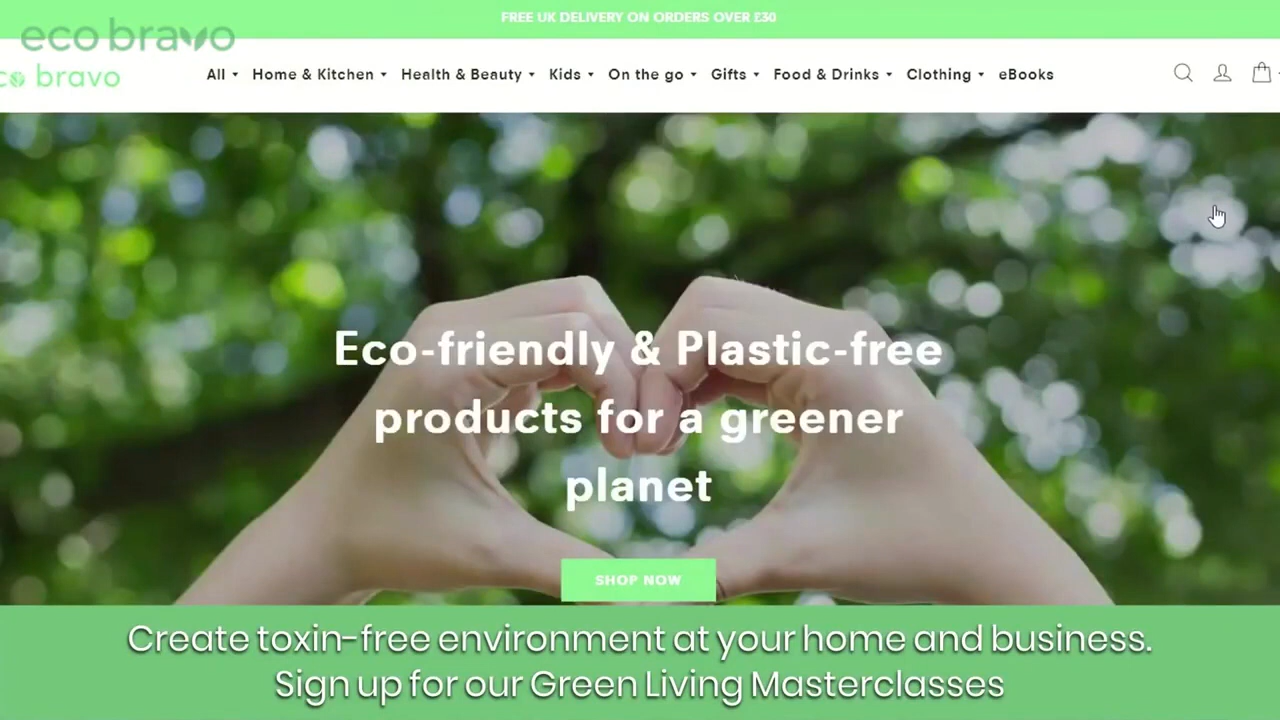 FREE UK DELIVERY ON ORDERS OVER £30
eco bravo
co bravo
All Home & Kitchen Health & Beauty Kids On the go Gifts Food & Drinks Clothing eBooks
Eco-friendly & Plastic-free
products for a greener
planet
SHOP NOW
Create toxin-free environment at your home and business.
Sign up for our Green Living Masterclasses